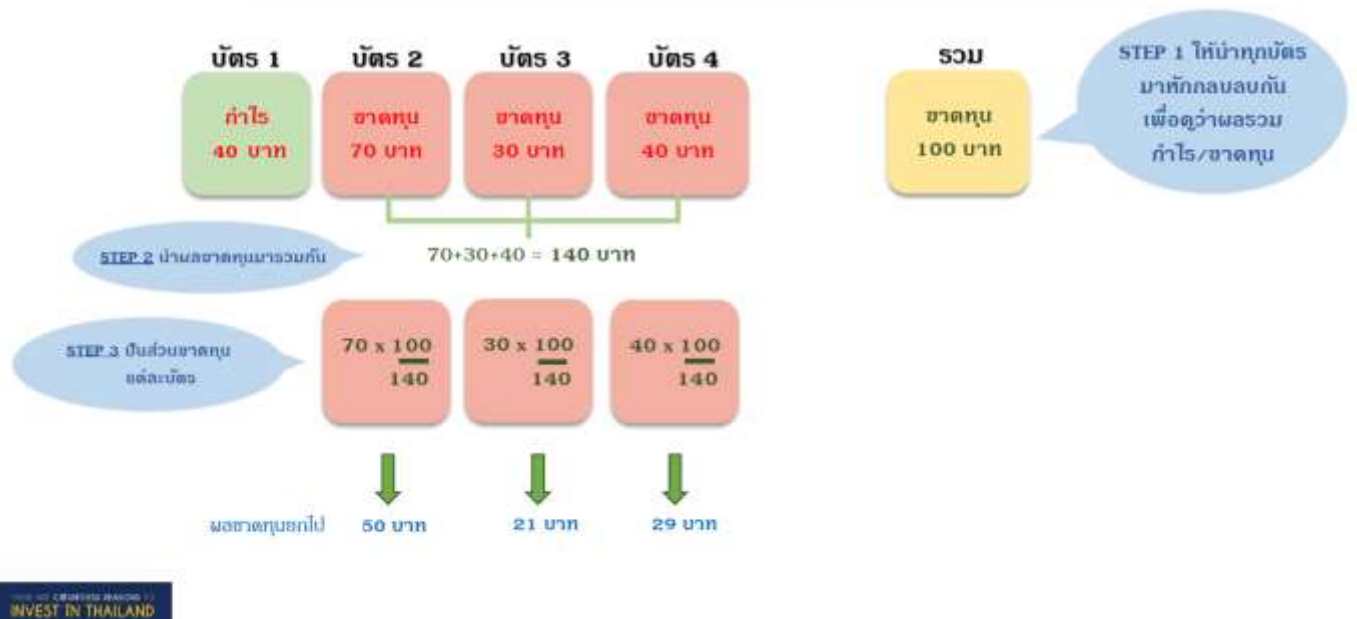 บัตร 1
บัตร 2
บัตร 3
บัตร 4
รวม
กำไร
40 บาท
ขาดทุน
70 บาท
ขาดทุน
30 บาท
ขาดทุน
40 บาท
ขาดทุน
100 บาท
STEP 1 ให้นำทุกบัตร
มาหักกลบลบกัน
เพื่อดูว่าผลรวม
กำไร/ขาดทุน
STEP 2 นำผลขาดทุนมารวมกัน
70+30+40 = 140 บาท
STEP 3 ปันส่วนขาดทุน
แต่ละบัตร
70 x 100
140
30 x 100
140
40 x 100
140
ผลขาดทุนยกไป
50 บาท
21 บาท
29 บาท
INVEST IN THAILAND